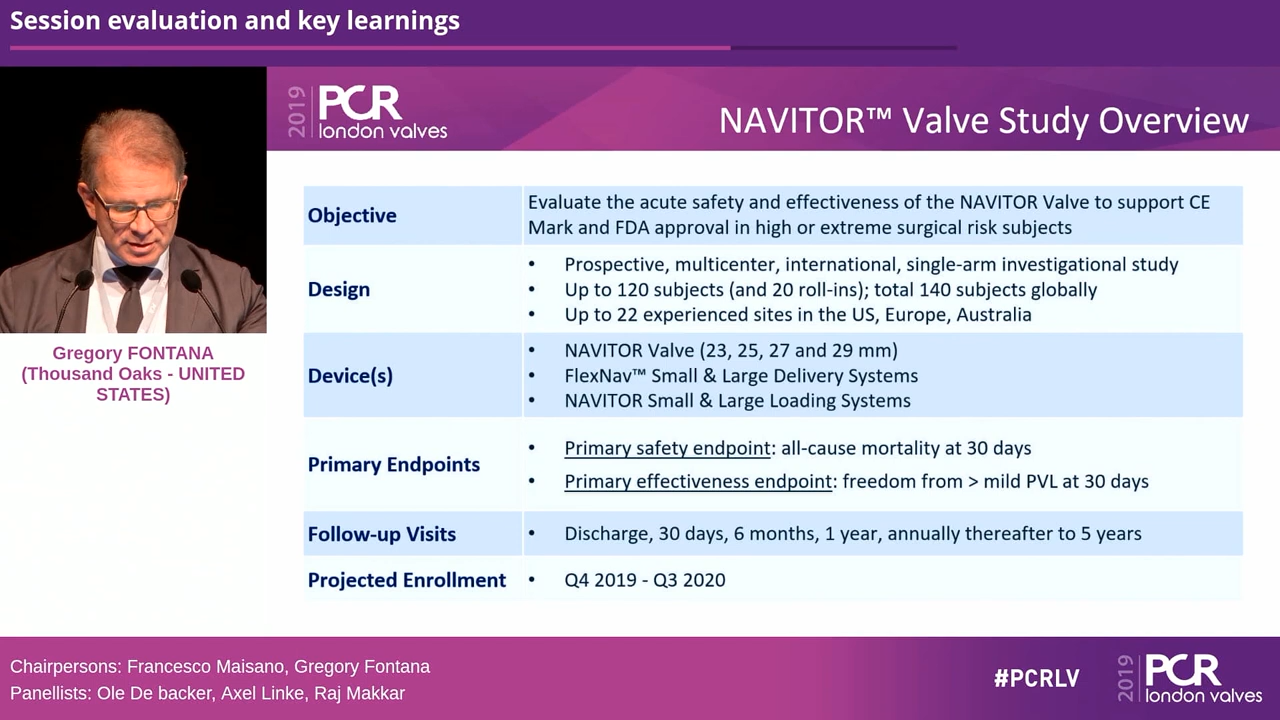 Session evaluation and key learnings
2019
PCR
london valves
NAVITOR™ Valve Study Overview
Gregory FONTANA
(Thousand Oaks - UNITED
STATES)
Objective
Evaluate the acute safety and effectiveness of the NAVITOR Valve to support CE
Mark and FDA approval in high or extreme surgical risk subjects
Design
• Prospective, multicenter, international, single-arm investigational study
• Up to 120 subjects (and 20 roll-ins); total 140 subjects globally
• Up to 22 experienced sites in the US, Europe, Australia
Device(s)
• NAVITOR Valve (23, 25, 27 and 29 mm)
• FlexNav™ Small & Large Delivery Systems
• NAVITOR Small & Large Loading Systems
Primary Endpoints
• Primary safety endpoint: all-cause mortality at 30 days
• Primary effectiveness endpoint: freedom from > mild PVL at 30 days
Follow-up Visits
• Discharge, 30 days, 6 months, 1 year, annually thereafter to 5 years
Projected Enrollment
• Q4 2019 - Q3 2020
Chairpersons: Francesco Maisano, Gregory Fontana
Panellists: Ole De backer, Axel Linke, Raj Makkar
#PCRLV
2019
PCR
london valves